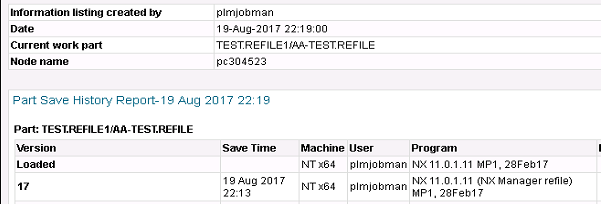 Information listing created by plmjobman
Date 19-Aug-2017 22:19:00
Current work part TEST.REFILE1/AA-TEST.REFILE
Node name pc304523
Part Save History Report-19 Aug 2017 22:19
Part: TEST.REFILE1/AA-TEST.REFILE
Version Save Time Machine User Program
Loaded NT x64 plmjobman NX 11.0.1.11 MP1, 28Feb17
17 19 Aug 2017 22:13 NT x64 plmjobman NX 11.0.1.11 (NX Manager refile) MP1, 28Feb17